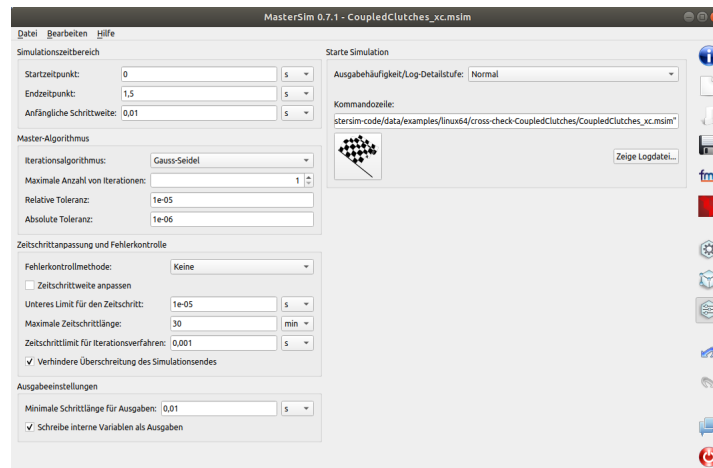 MasterSim 0.7.1 - CoupledClutches_xc.msim
Datei Bearbeiten Hilfe
Simulationszeitbereich
Startzeitpunkt: 0 s
Endzeitpunkt: 1,5 s
Anfängliche Schrittweite: 0,01 s
Master-Algorithmus
Iterationsalgorithmus: Gauss-Seidel
Maximale Anzahl von Iterationen: 1
Relative Toleranz: 1e-05
Absolute Toleranz: 1e-06
Zeitschrittanpassung und Fehlerkontrolle
Fehlerkontrollmethode: Keine
Zeitschrittweite anpassen
Unteres Limit für den Zeitschritt: 1e-05 s
Maximale Zeitschrittlänge: 30 min
Zeitschrittlimit für Iterationsverfahren: 0,001 s
Verhindere Überschreitung des Simulationsendes
Ausgabeeinstellungen
Minimale Schrittlänge für Ausgaben: 0,01 s
Schreibe interne Variablen als Ausgaben
Starte Simulation
Ausgabehäufigkeit/Log-Detailstufe: Normal
Kommandozeile:
stersim-code/data/examples/linux64/cross-check-CoupledClutches/CoupledClutches_xc.msim"
Zeige Logdatei...